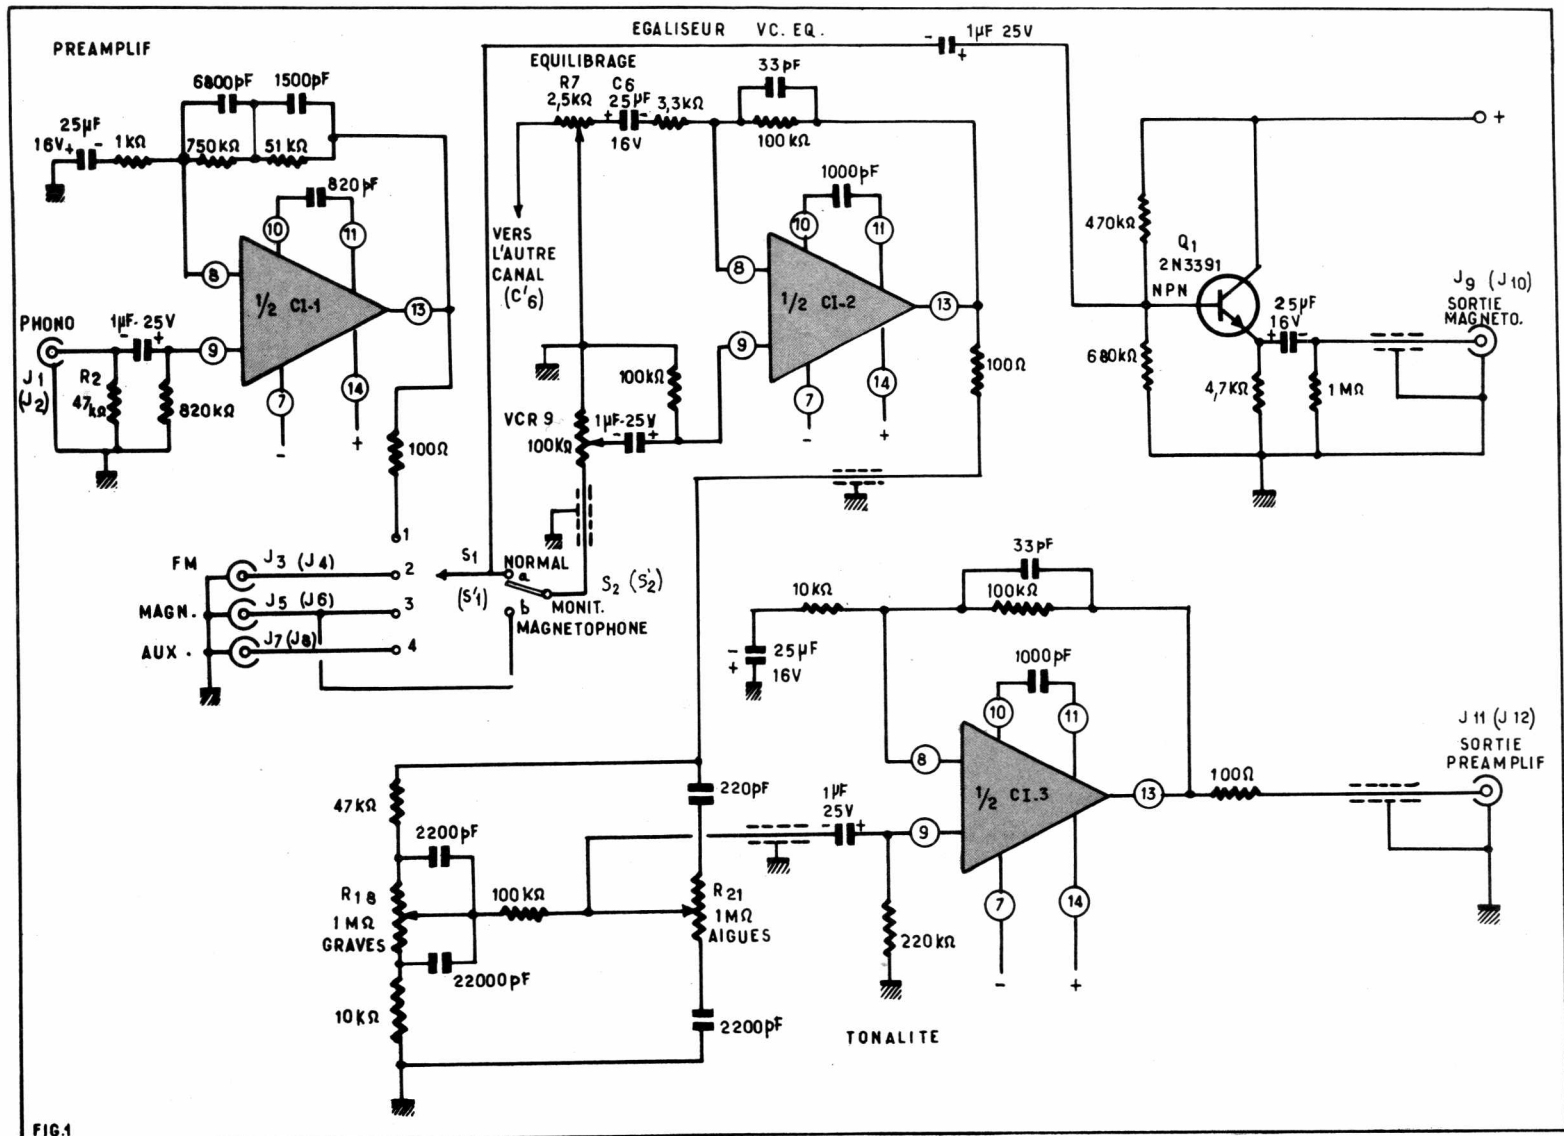 EGALISEUR VC. EQ.
1µF 25V
-
+
PREAMPLIF
6800pF
1500pF
25µF
16V
+
-
1kΩ
750kΩ
51kΩ
820pF
10
11
8
9
½ CI-1
13
14
7
-
+
PHONO
J1
(J2)
1µF-25V
-
+
R2
47
kΩ
820kΩ
100Ω
EQUILIBRAGE
R7
2,5kΩ
C6
25µF
+
-
16V
3,3kΩ
33pF
100kΩ
VERS
L'AUTRE
CANAL
(C'6)
1000pF
10
11
8
9
½ CI-2
13
14
7
-
+
100kΩ
100Ω
VCR 9
100KΩ
1µF-25V
-
+
470kΩ
Q1
2N3391
NPN
680kΩ
25µF
16V
+
-
4,7kΩ
1MΩ
+
J9 (J10)
SORTIE
MAGNETO.
1
FM
J3 (J4)
2
MAGN.
J5 (J6)
3
AUX.
J7 (J8)
4
S1
(S'1)
NORMAL
a
b
S2 (S'2)
MONIT.
MAGNETOPHONE
10kΩ
33pF
100kΩ
-
+
25µF
16V
1000pF
10
11
8
9
½ CI.3
13
14
7
-
+
100Ω
J11 (J12)
SORTIE
PREAMPLIF
47kΩ
2200pF
R18
1MΩ
GRAVES
100KΩ
22000pF
10kΩ
220pF
R21
1MΩ
AIGUES
2200pF
1µF
25V
-
+
220kΩ
TONALITE
FIG.1